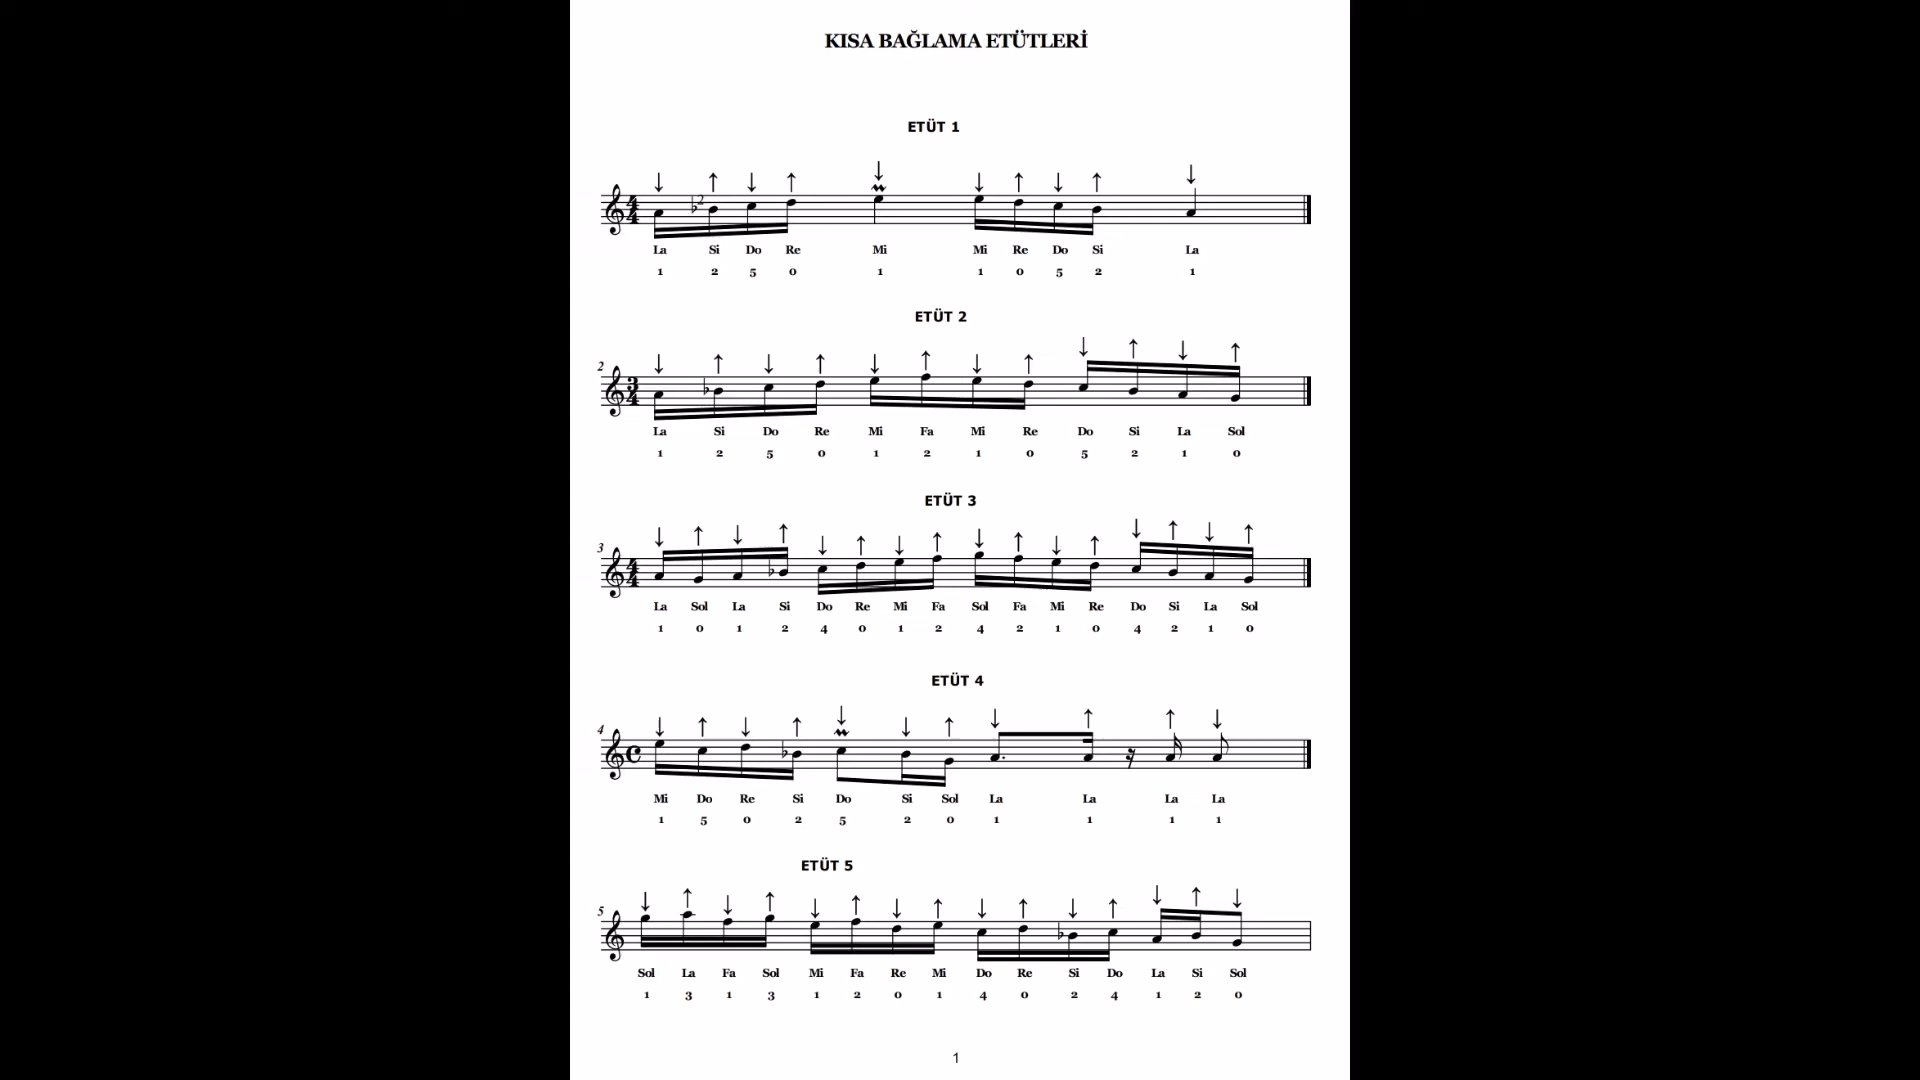 KISA BAĞLAMA ETÜTLERİ
ETÜT 1
2
4
4
La Si Do Re Mi Mi Re Do Si La
1 2 5 0 1 1 0 5 2 1
ETÜT 2
2
3
4
La Si Do Re Mi Fa Mi Re Do Si La Sol
1 2 5 0 1 2 1 0 5 2 1 0
ETÜT 3
3
4
4
La Sol La Si Do Re Mi Fa Sol Fa Mi Re Do Si La Sol
1 0 1 2 4 0 1 2 4 2 1 0 4 2 1 0
ETÜT 4
4
Mi Do Re Si Do Si Sol La La La La
1 5 0 2 5 2 0 1 1 1 1
ETÜT 5
5
Sol La Fa Sol Mi Fa Re Mi Do Re Si Do La Si Sol
1 3 1 3 1 2 0 1 4 0 2 4 1 2 0
1